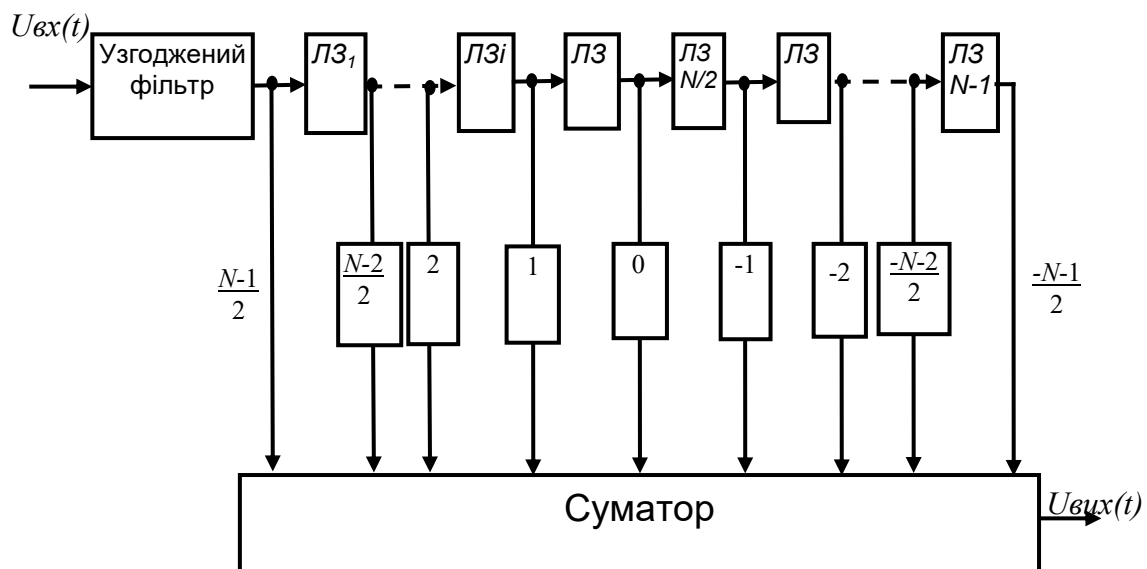 Uвх(t)
Узгоджений
фільтр
ЛЗ1
ЛЗі
ЛЗ
ЛЗ
N/2
ЛЗ
ЛЗ
N-1
N-1
2
N-2
2
2
1
0
-1
-2
-N-2
2
-N-1
2
Суматор
Uвих(t)